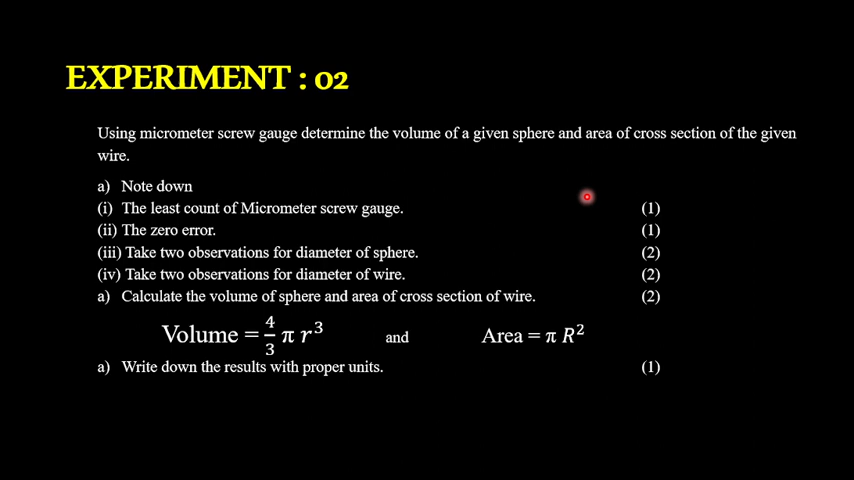 EXPERIMENT : 02
Using micrometer screw gauge determine the volume of a given sphere and area of cross section of the given
wire.
a) Note down
(i) The least count of Micrometer screw gauge. (1)
(ii) The zero error. (1)
(iii) Take two observations for diameter of sphere. (2)
(iv) Take two observations for diameter of wire. (2)
a) Calculate the volume of sphere and area of cross section of wire. (2)
Volume = 4/3 π r³ and Area = π R²
a) Write down the results with proper units. (1)